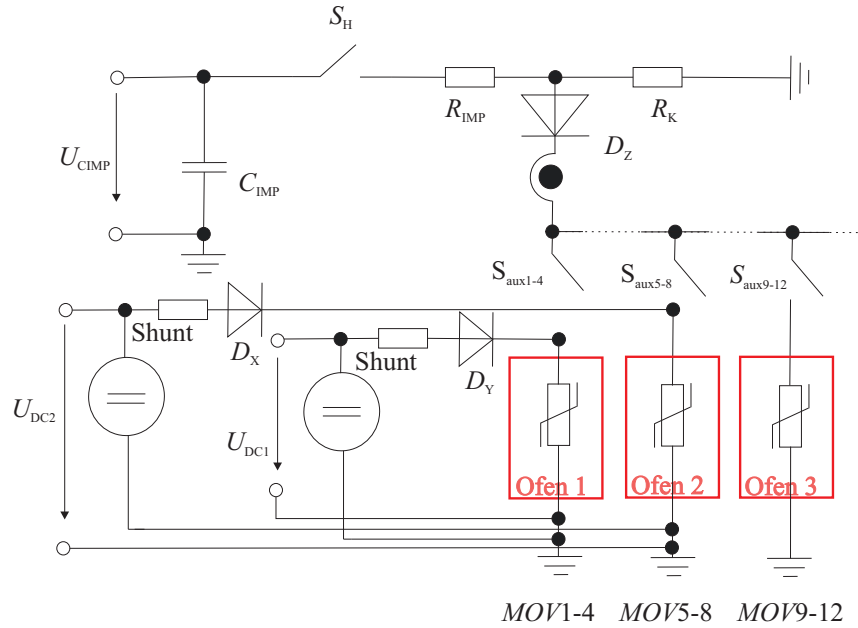 S_H
R_IMP
R_K
D_Z
U_CIMP
C_IMP
S_aux1-4
S_aux5-8
S_aux9-12
Shunt
D_X
Shunt
D_Y
U_DC2
U_DC1
Ofen 1
Ofen 2
Ofen 3
MOV1-4
MOV5-8
MOV9-12